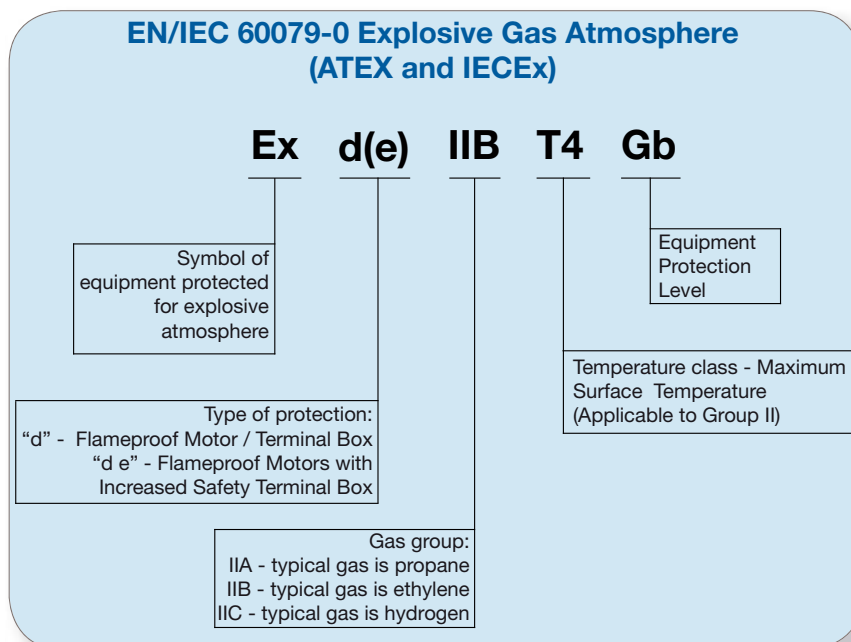 EN/IEC 60079-0 Explosive Gas Atmosphere
(ATEX and IECEx)
Ex d(e) IIB T4 Gb
Symbol of
equipment protected
for explosive
atmosphere
Equipment
Protection
Level
Temperature class - Maximum
Surface Temperature
(Applicable to Group II)
Type of protection:
“d” - Flameproof Motor / Terminal Box
“d e” - Flameproof Motors with
Increased Safety Terminal Box
Gas group:
IIA - typical gas is propane
IIB - typical gas is ethylene
IIC - typical gas is hydrogen